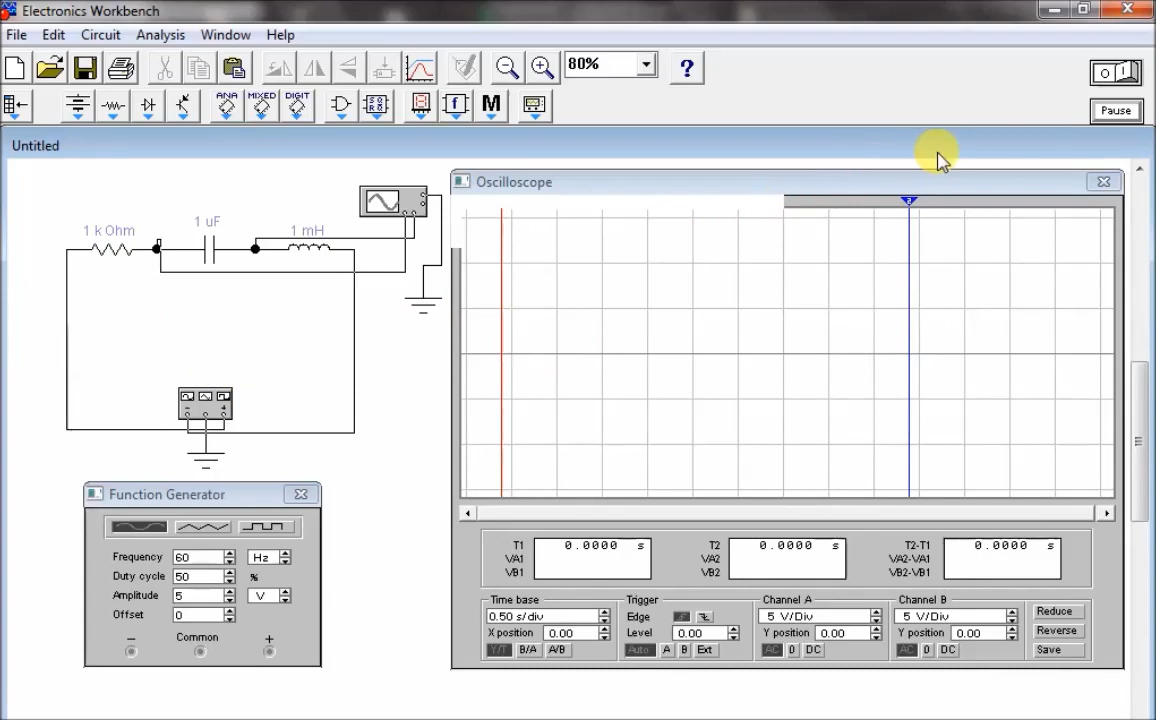 Electronics Workbench
File Edit Circuit Analysis Window Help
80% ?
ANA MIXED DIGIT
f M
Pause
Untitled
Oscilloscope
2
1 k Ohm 1 uF 1 mH
Function Generator
Frequency 60 Hz
Duty cycle 50 %
Amplitude 5 V
Offset 0
− Common +
T1 0.0000 s T2 0.0000 s T2-T1 0.0000 s
VA1 VA2 VA2-VA1
VB1 VB2 VB2-VB1
Time base Trigger Channel A Channel B
0.50 s/div Edge 5 V/Div 5 V/Div Reduce
X position 0.00 Level 0.00 Y position 0.00 Y position 0.00 Reverse
Y/T B/A A/B Auto A B Ext AC 0 DC AC 0 DC Save